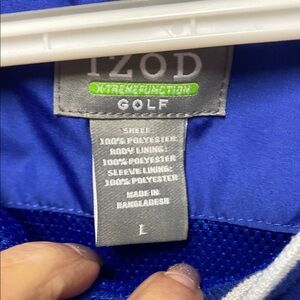 IZOD
X-TREMEFUNCTION
GOLF
SHELL:
100% POLYESTER
BODY LINING:
100% POLYESTER
SLEEVE LINING:
100% POLYESTER
MADE IN
BANGLADESH
L